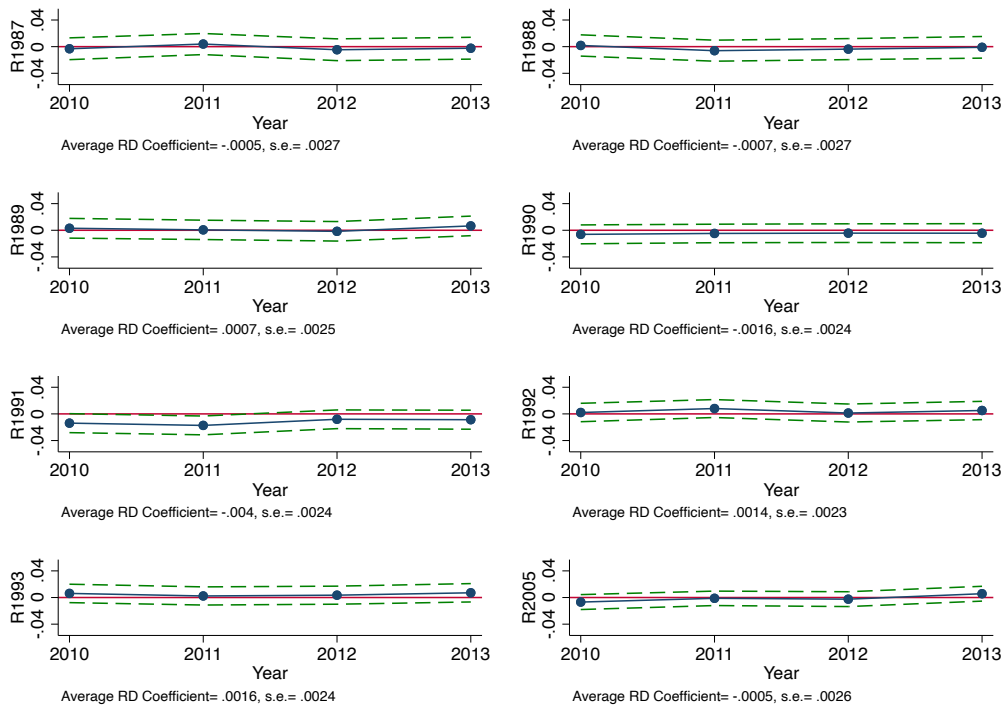 R1987
.04
0
-.04
2010 2011 2012 2013
Year
Average RD Coefficient= -.0005, s.e.= .0027
R1988
.04
0
-.04
2010 2011 2012 2013
Year
Average RD Coefficient= -.0007, s.e.= .0027
R1989
.04
0
-.04
2010 2011 2012 2013
Year
Average RD Coefficient= .0007, s.e.= .0025
R1990
.04
0
-.04
2010 2011 2012 2013
Year
Average RD Coefficient= -.0016, s.e.= .0024
R1991
.04
0
-.04
2010 2011 2012 2013
Year
Average RD Coefficient= -.004, s.e.= .0024
R1992
.04
0
-.04
2010 2011 2012 2013
Year
Average RD Coefficient= .0014, s.e.= .0023
R1993
.04
0
-.04
2010 2011 2012 2013
Year
Average RD Coefficient= .0016, s.e.= .0024
R2005
.04
0
-.04
2010 2011 2012 2013
Year
Average RD Coefficient= -.0005, s.e.= .0026